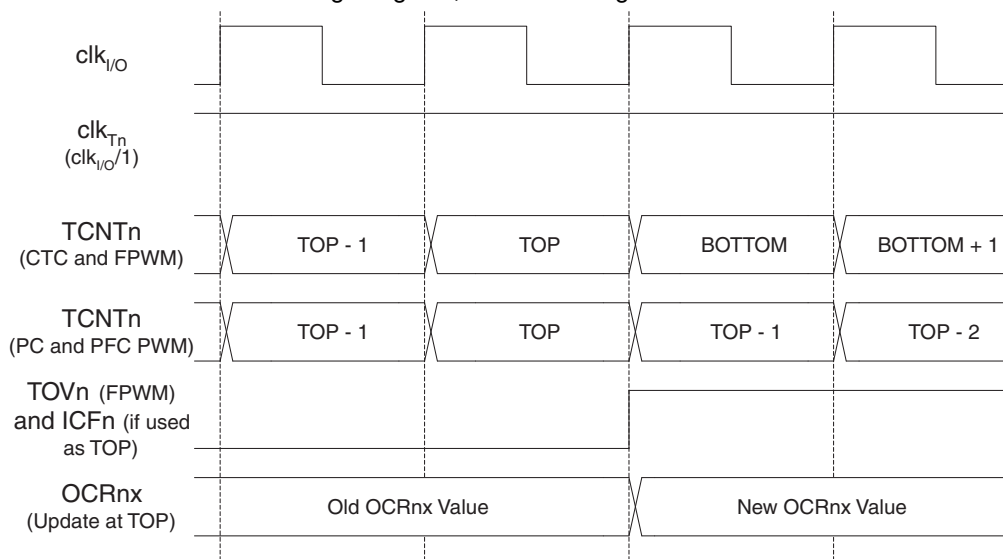 clkI/O
clkTn
(clkI/O/1)
TCNTn
(CTC and FPWM)
TOP - 1
TOP
BOTTOM
BOTTOM + 1
TCNTn
(PC and PFC PWM)
TOP - 1
TOP
TOP - 1
TOP - 2
TOVn (FPWM)
and ICFn (if used
as TOP)
OCRnx
(Update at TOP)
Old OCRnx Value
New OCRnx Value